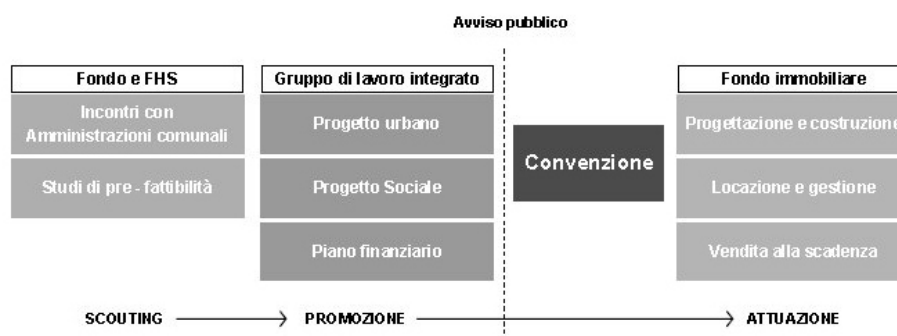 Avviso pubblico
Fondo e FHS
Incontri con
Amministrazioni comunali
Studi di pre - fattibilità
Gruppo di lavoro integrato
Progetto urbano
Progetto Sociale
Piano finanziario
Convenzione
Fondo immobiliare
Progettazione e costruzione
Locazione e gestione
Vendita alla scadenza
SCOUTING
PROMOZIONE
ATTUAZIONE